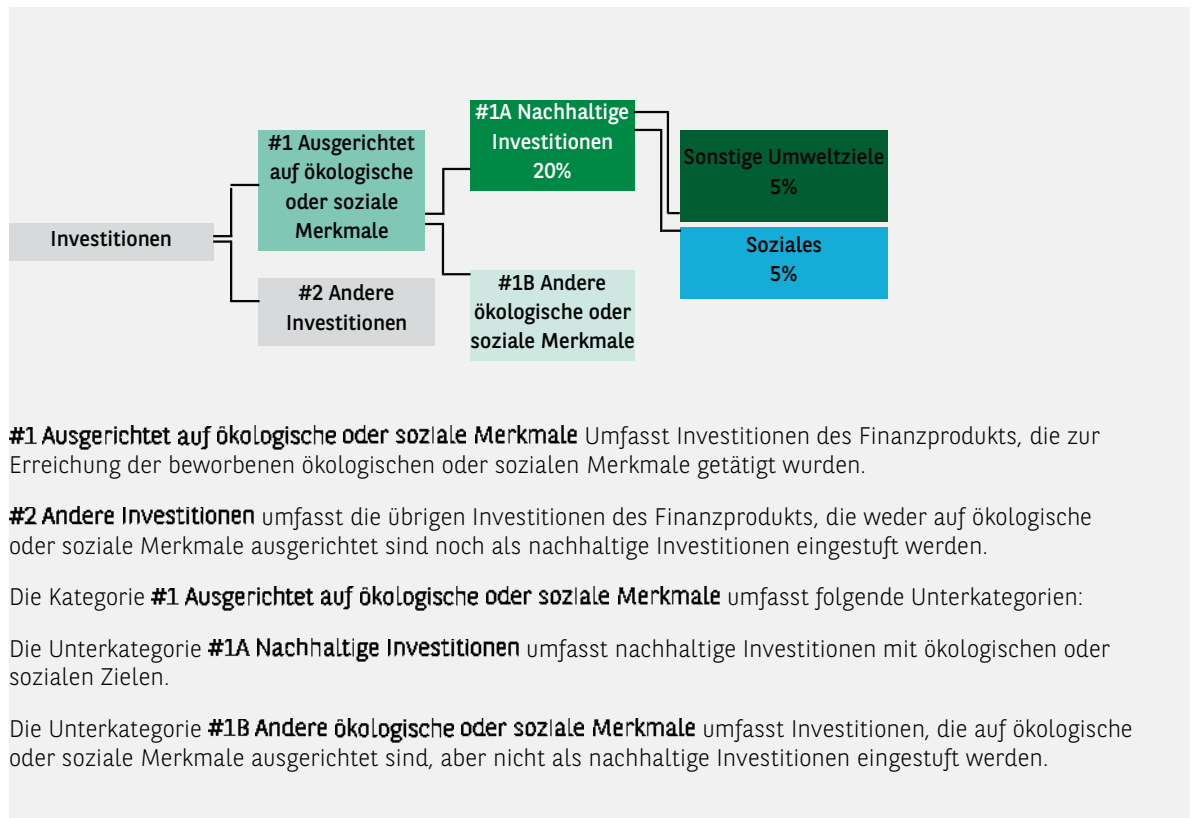 #1A Nachhaltige
Investitionen
20%
#1 Ausgerichtet
auf ökologische
oder soziale
Merkmale
Sonstige Umweltziele
5%
Investitionen
Soziales
5%
#2 Andere
Investitionen
#1B Andere
ökologische oder
soziale Merkmale
#1 Ausgerichtet auf ökologische oder soziale Merkmale Umfasst Investitionen des Finanzprodukts, die zur
Erreichung der beworbenen ökologischen oder sozialen Merkmale getätigt wurden.
#2 Andere Investitionen umfasst die übrigen Investitionen des Finanzprodukts, die weder auf ökologische
oder soziale Merkmale ausgerichtet sind noch als nachhaltige Investitionen eingestuft werden.
Die Kategorie #1 Ausgerichtet auf ökologische oder soziale Merkmale umfasst folgende Unterkategorien:
Die Unterkategorie #1A Nachhaltige Investitionen umfasst nachhaltige Investitionen mit ökologischen oder
sozialen Zielen.
Die Unterkategorie #1B Andere ökologische oder soziale Merkmale umfasst Investitionen, die auf ökologische
oder soziale Merkmale ausgerichtet sind, aber nicht als nachhaltige Investitionen eingestuft werden.